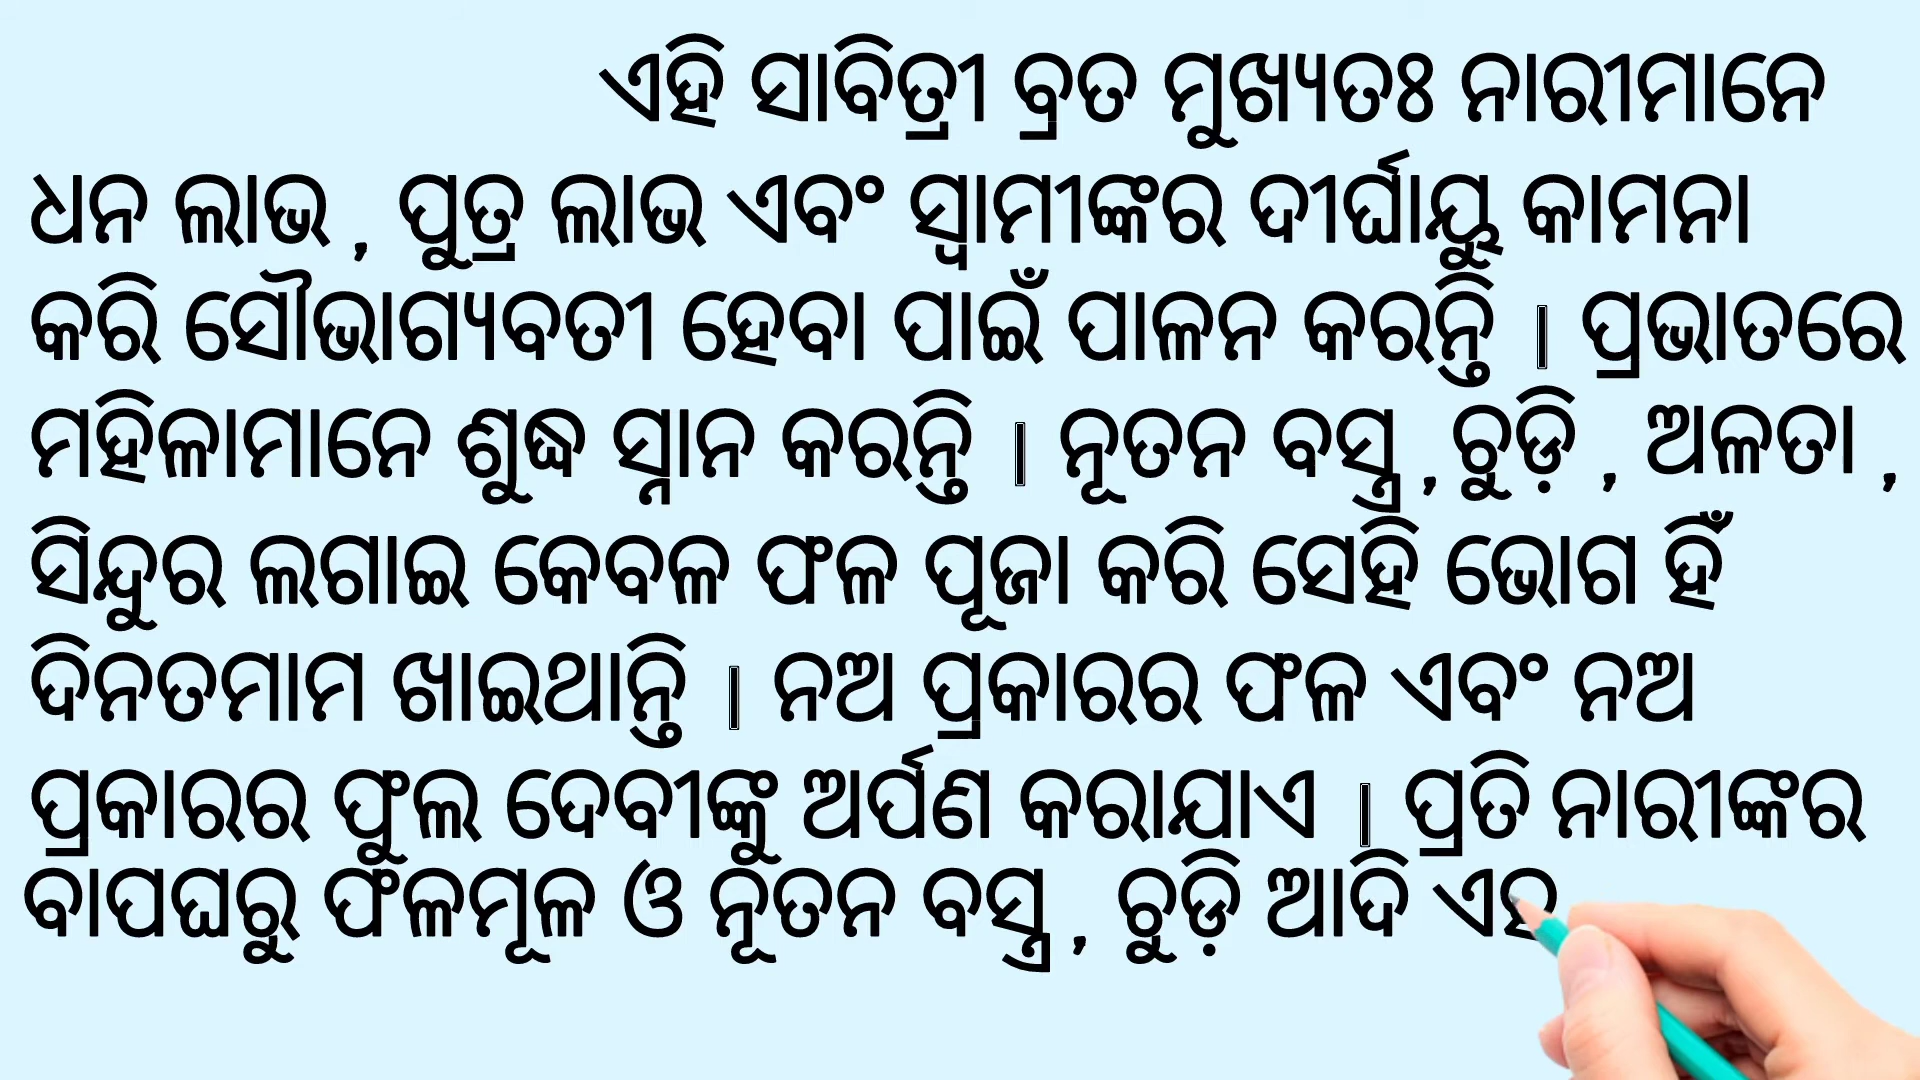 ଏହି ସାବିତ୍ରୀ ବ୍ରତ ମୁଖ୍ୟତଃ ନାରୀମାନେ
ଧନ ଲାଭ , ପୁତ୍ର ଲାଭ ଏବଂ ସ୍ୱାମୀଙ୍କର ଦୀର୍ଘାୟୁ କାମନା
କରି ସୌଭାଗ୍ୟବତୀ ହେବା ପାଇଁ ପାଳନ କରନ୍ତି । ପ୍ରଭାତରେ
ମହିଳାମାନେ ଶୁଦ୍ଧ ସ୍ନାନ କରନ୍ତି । ନୂତନ ବସ୍ତ୍ର , ଚୁଡ଼ି , ଅଳତା ,
ସିନ୍ଦୁର ଲଗାଇ କେବଳ ଫଳ ପୂଜା କରି ସେହି ଭୋଗ ହିଁ
ଦିନତମାମ ଖାଇଥାନ୍ତି । ନଅ ପ୍ରକାରର ଫଳ ଏବଂ ନଅ
ପ୍ରକାରର ଫୁଲ ଦେବୀଙ୍କୁ ଅର୍ପଣ କରାଯାଏ । ପ୍ରତି ନାରୀଙ୍କର
ବାପଘରୁ ଫଳମୂଳ ଓ ନୂତନ ବସ୍ତ୍ର , ଚୁଡ଼ି ଆଦି